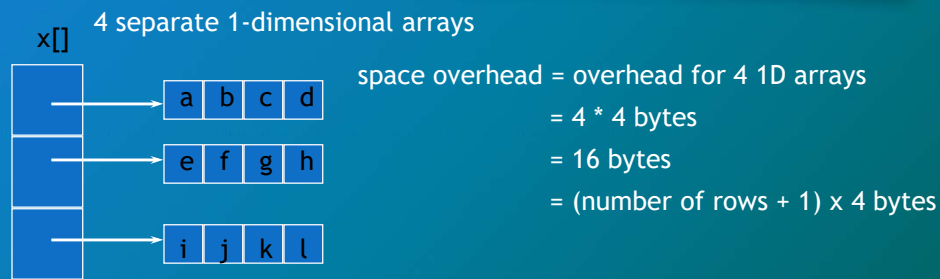 4 separate 1-dimensional arrays
x[]
a b c d
e f g h
i j k l
space overhead = overhead for 4 1D arrays
= 4 * 4 bytes
= 16 bytes
= (number of rows + 1) x 4 bytes